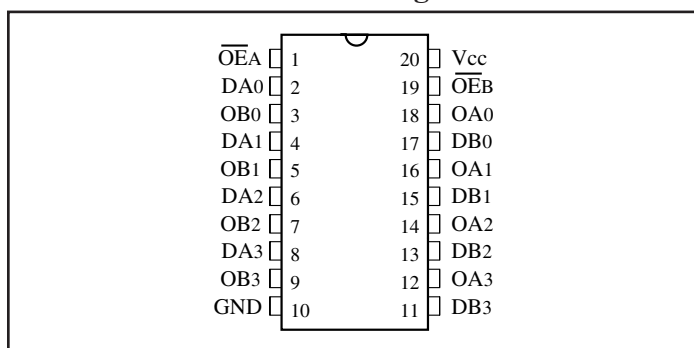 O̅E̅A 1 20 Vcc
DA0 2 19 O̅E̅B
OB0 3 18 OA0
DA1 4 17 DB0
OB1 5 16 OA1
DA2 6 15 DB1
OB2 7 14 OA2
DA3 8 13 DB2
OB3 9 12 OA3
GND 10 11 DB3